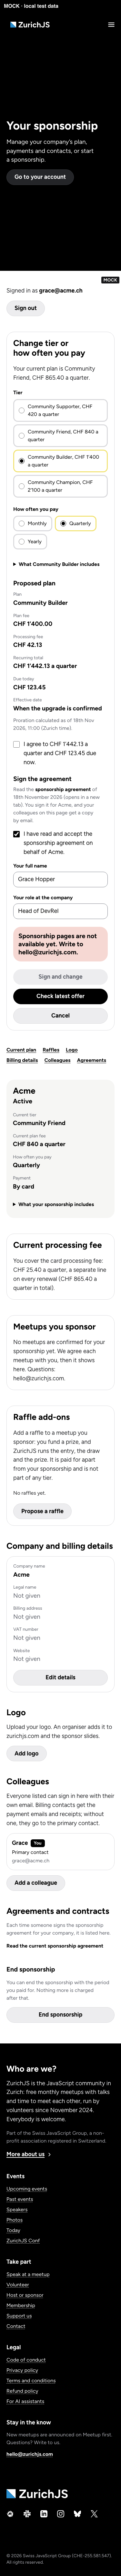 MOCK · local test data
ZurichJS
Your sponsorship
Manage your company's plan,
payments and contacts, or start
a sponsorship.
Go to your account
MOCK
Signed in as grace@acme.ch
Sign out
Change tier or
how often you pay
Your current plan is Community
Friend, CHF 865.40 a quarter.
Tier
Community Supporter, CHF
420 a quarter
Community Friend, CHF 840 a
quarter
Community Builder, CHF 1'400
a quarter
Community Champion, CHF
2'100 a quarter
How often you pay
Monthly
Quarterly
Yearly
What Community Builder includes
Proposed plan
Plan
Community Builder
Plan fee
CHF 1'400.00
Processing fee
CHF 42.13
Recurring total
CHF 1'442.13 a quarter
Due today
CHF 123.45
Effective date
When the upgrade is confirmed
Proration calculated as of 18th Nov
2026, 11:00 (Zurich time).
I agree to CHF 1'442.13 a
quarter and CHF 123.45 due
now.
Sign the agreement
Read the sponsorship agreement of
18th November 2026 (opens in a new
tab). You sign it for Acme, and your
colleagues on this page get a copy
by email.
I have read and accept the
sponsorship agreement on
behalf of Acme.
Your full name
Grace Hopper
Your role at the company
Head of DevRel
Sponsorship pages are not
available yet. Write to
hello@zurichjs.com.
Sign and change
Check latest offer
Cancel
Current plan Raffles Logo
Billing details Colleagues Agreements
Acme
Active
Current tier
Community Friend
Current plan fee
CHF 840 a quarter
How often you pay
Quarterly
Payment
By card
What your sponsorship includes
Current processing fee
You cover the card processing fee:
CHF 25.40 a quarter, a separate line
on every renewal (CHF 865.40 a
quarter in total).
Meetups you sponsor
No meetups are confirmed for your
sponsorship yet. We agree each
meetup with you, then it shows
here. Questions:
hello@zurichjs.com.
Raffle add-ons
Add a raffle to a meetup you
sponsor: you fund a prize, and
ZurichJS runs the entry, the draw
and the prize. It is paid for apart
from your sponsorship and is not
part of any tier.
No raffles yet.
Propose a raffle
Company and billing details
Company name
Acme
Legal name
Not given
Billing address
Not given
VAT number
Not given
Website
Not given
Edit details
Logo
Upload your logo. An organiser adds it to
zurichjs.com and the sponsor slides.
Add logo
Colleagues
Everyone listed can sign in here with their
own email. Billing contacts get the
payment emails and receipts; without
one, they go to the primary contact.
Grace You
Primary contact
grace@acme.ch
Add a colleague
Agreements and contracts
Each time someone signs the sponsorship
agreement for your company, it is listed here.
Read the current sponsorship agreement
End sponsorship
You can end the sponsorship with the period
you paid for. Nothing more is charged
after that.
End sponsorship
Who are we?
ZurichJS is the JavaScript community in
Zurich: free monthly meetups with talks
and time to meet each other, run by
volunteers since November 2024.
Everybody is welcome.
Part of the Swiss JavaScript Group, a non-
profit association registered in Switzerland.
More about us
Events
Upcoming events
Past events
Speakers
Photos
Today
ZurichJS Conf
Take part
Speak at a meetup
Volunteer
Host or sponsor
Membership
Support us
Contact
Legal
Code of conduct
Privacy policy
Terms and conditions
Refund policy
For AI assistants
Stay in the know
New meetups are announced on Meetup first.
Questions? Write to us.
hello@zurichjs.com
ZurichJS
© 2026 Swiss JavaScript Group (CHE-255.581.547).
All rights reserved.